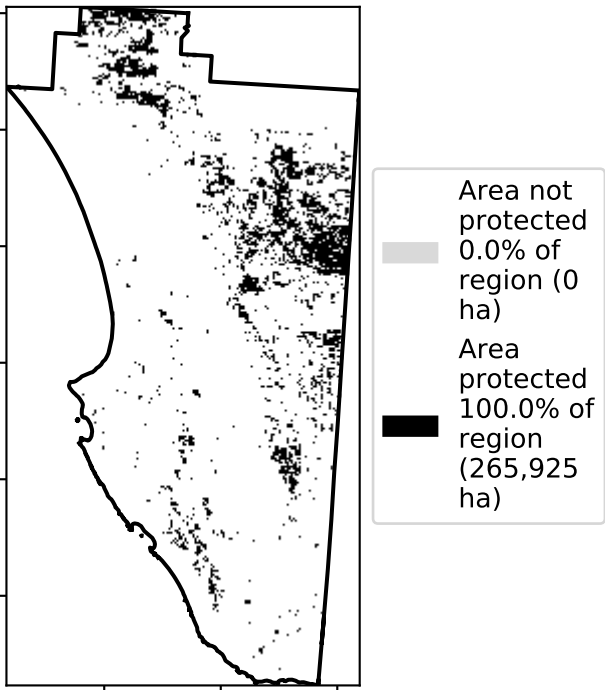 Area not
protected
0.0% of
region (0
ha)
Area
protected
100.0% of
region
(265,925
ha)